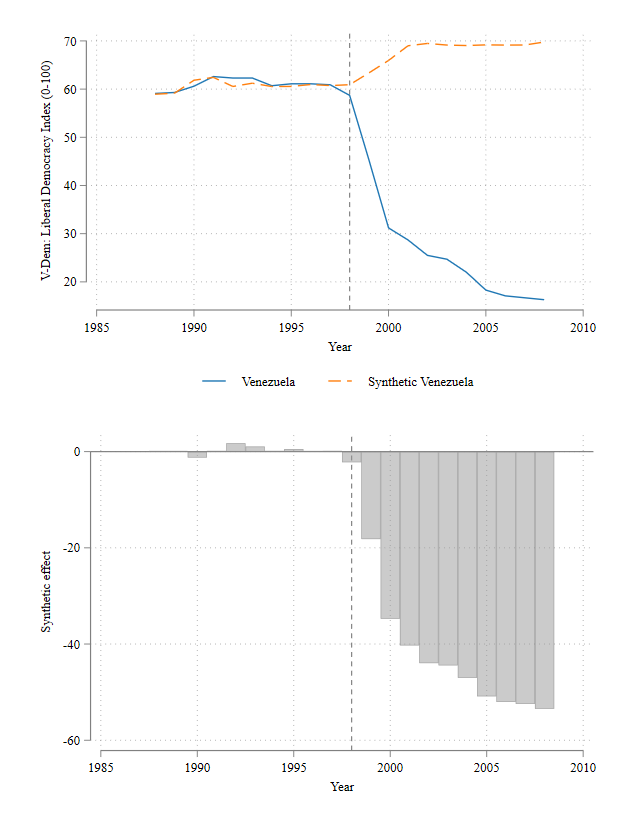 V-Dem: Liberal Democracy Index (0-100)
70
60
50
40
30
20
1985 1990 1995 2000 2005 2010
Year
Venezuela Synthetic Venezuela
Synthetic effect
0
-20
-40
-60
1985 1990 1995 2000 2005 2010
Year